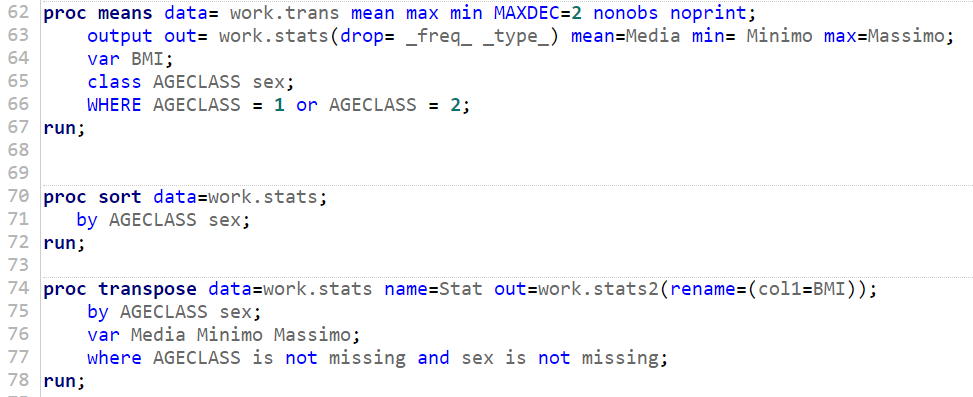 62 proc means data= work.trans mean max min MAXDEC=2 nonobs noprint;
63 output out= work.stats(drop= _freq_ _type_) mean=Media min= Minimo max=Massimo;
64 var BMI;
65 class AGECLASS sex;
66 WHERE AGECLASS = 1 or AGECLASS = 2;
67 run;
68
69
70 proc sort data=work.stats;
71 by AGECLASS sex;
72 run;
73
74 proc transpose data=work.stats name=Stat out=work.stats2(rename=(col1=BMI));
75 by AGECLASS sex;
76 var Media Minimo Massimo;
77 where AGECLASS is not missing and sex is not missing;
78 run;